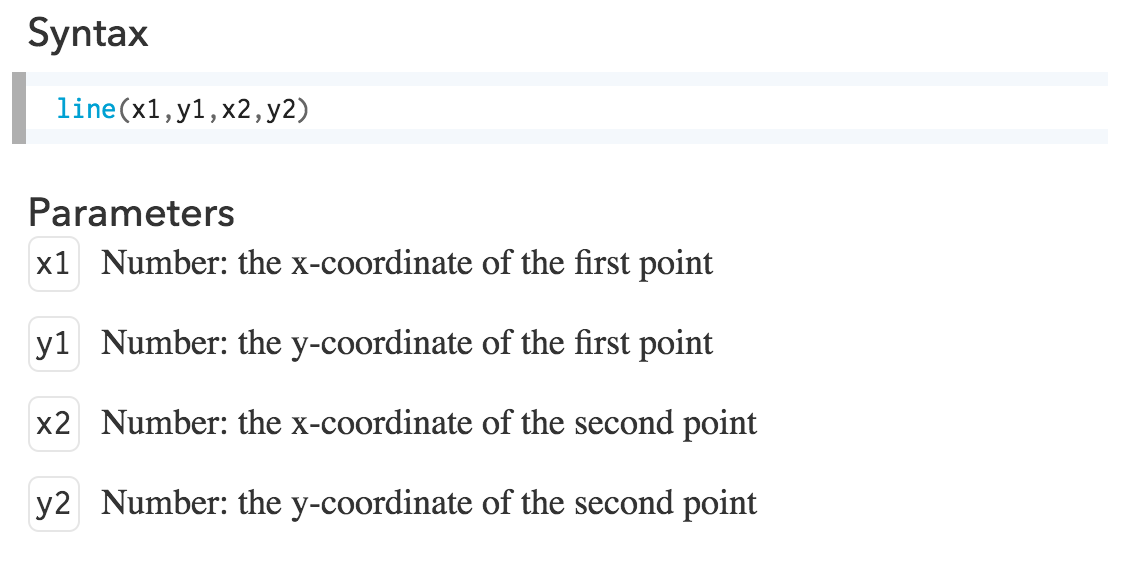 Syntax
line(x1,y1,x2,y2)
Parameters
x1 Number: the x-coordinate of the first point
y1 Number: the y-coordinate of the first point
x2 Number: the x-coordinate of the second point
y2 Number: the y-coordinate of the second point